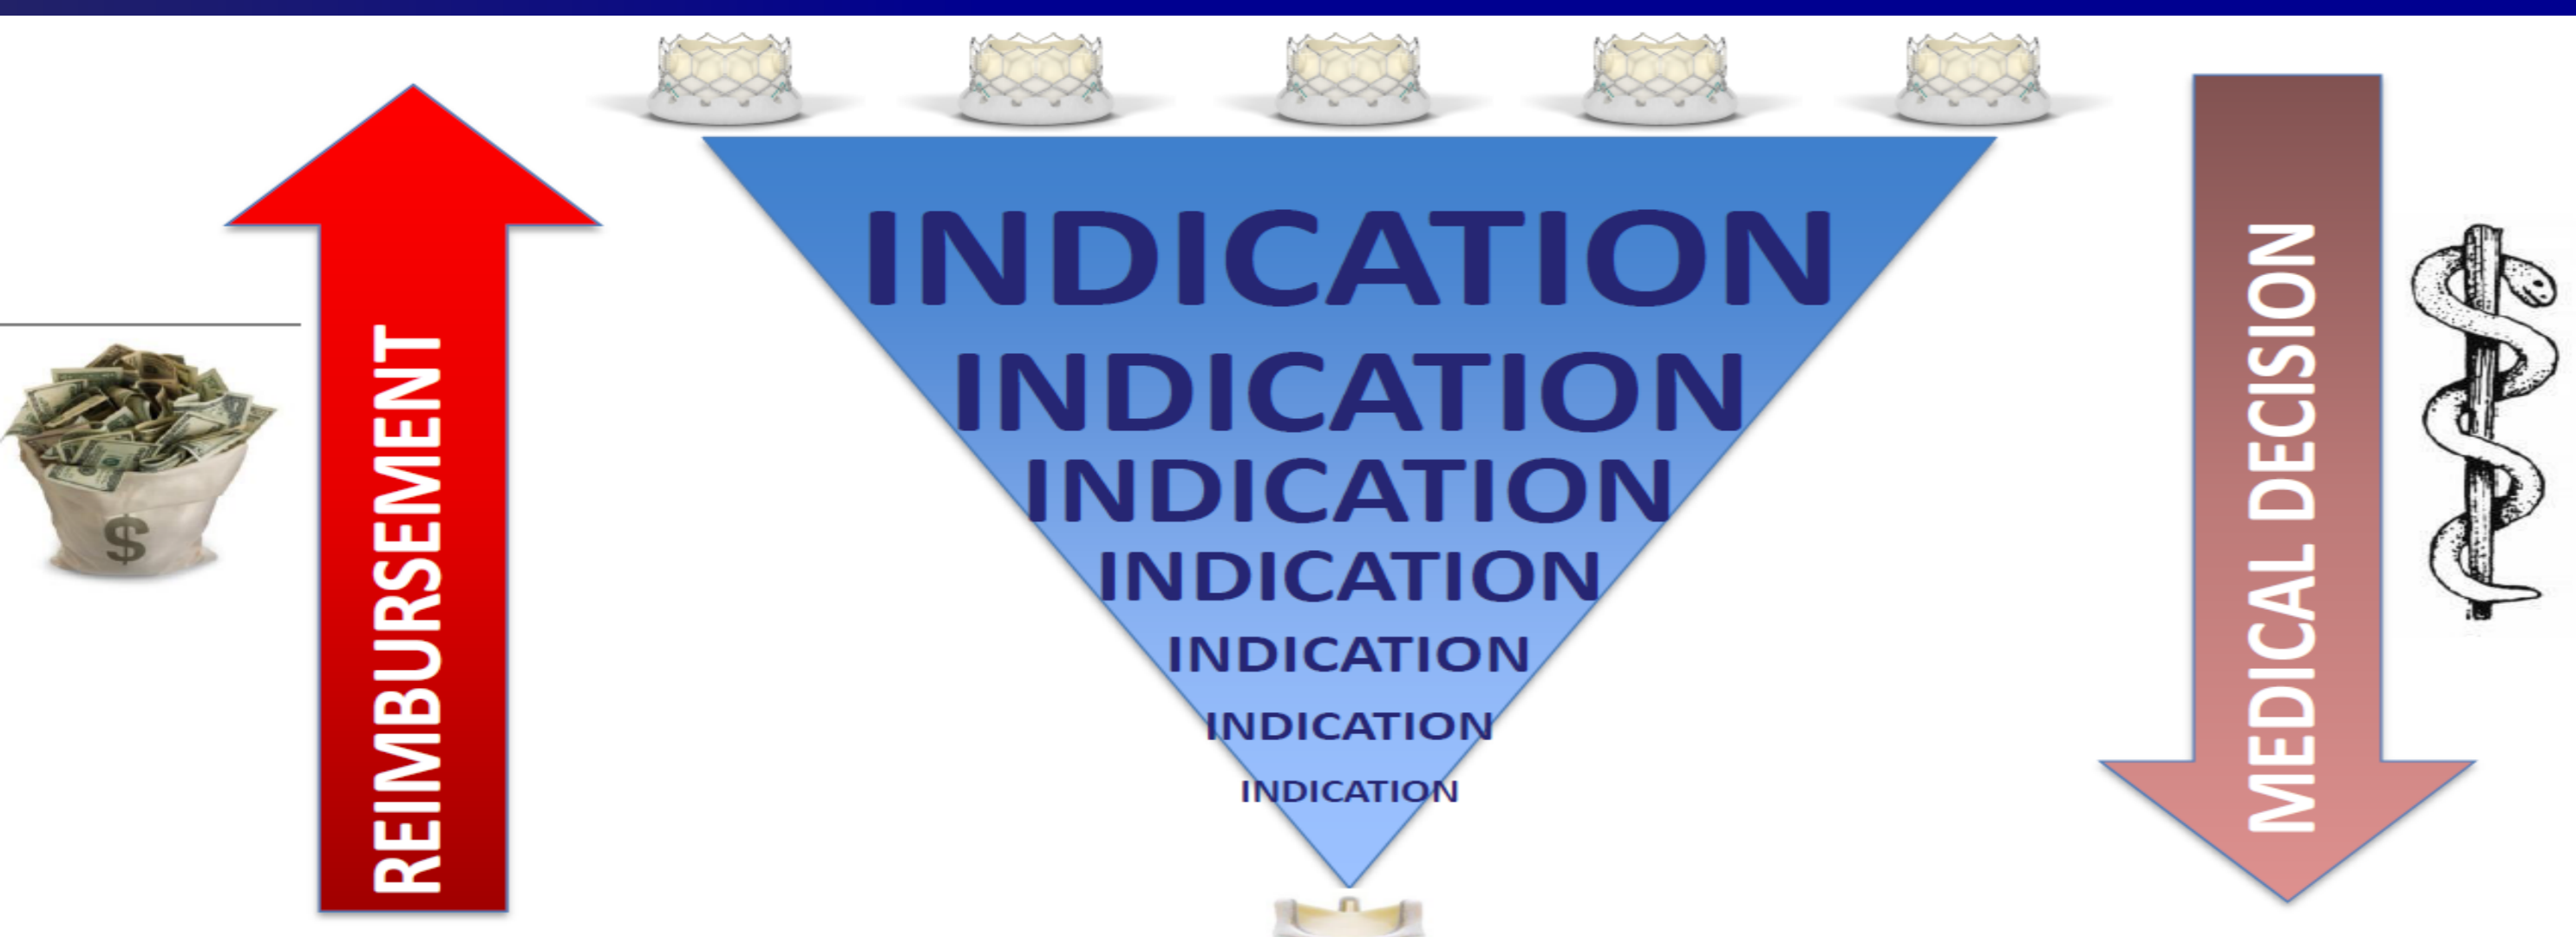 REIMBURSEMENT
$
INDICATION
INDICATION
INDICATION
INDICATION
INDICATION
INDICATION
INDICATION
MEDICAL DECISION